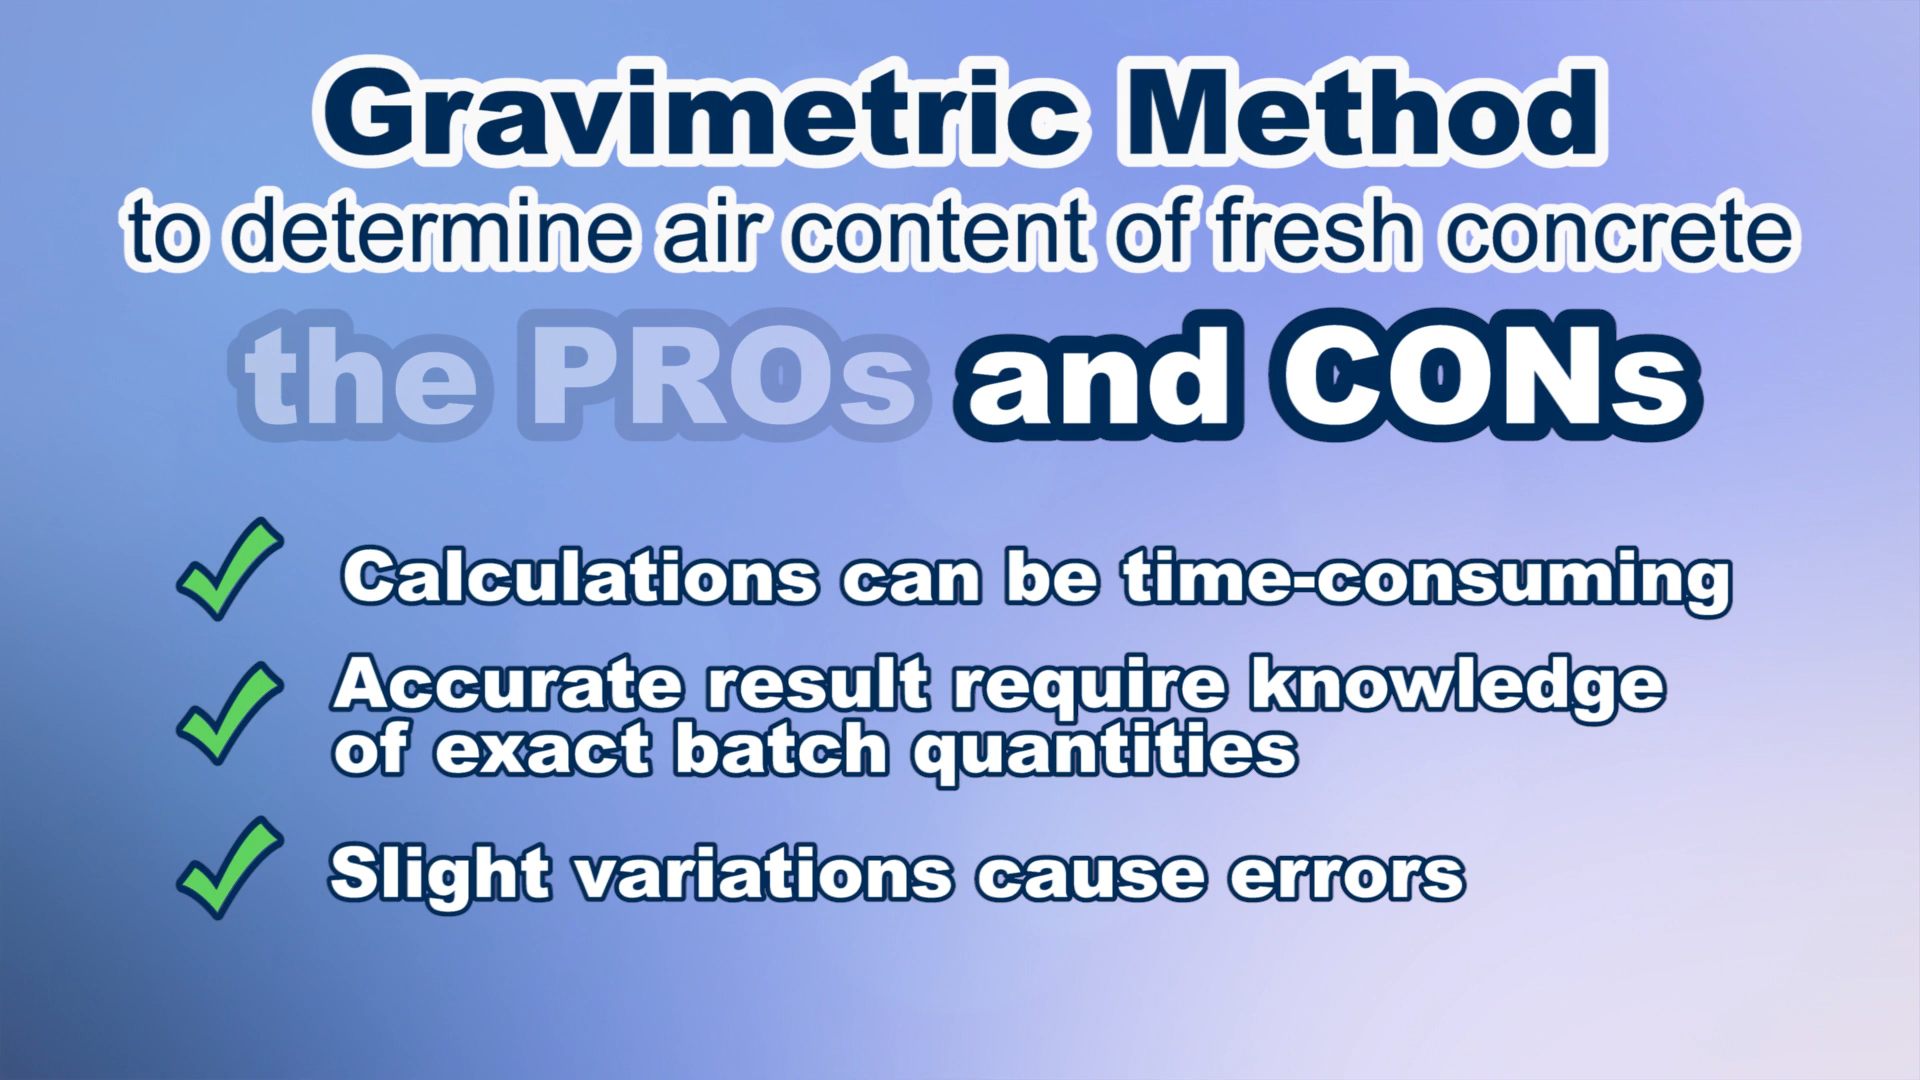 Gravimetric Method
to determine air content of fresh concrete
the PROs and CONs
Calculations can be time-consuming
Accurate result require knowledge
of exact batch quantities
Slight variations cause errors